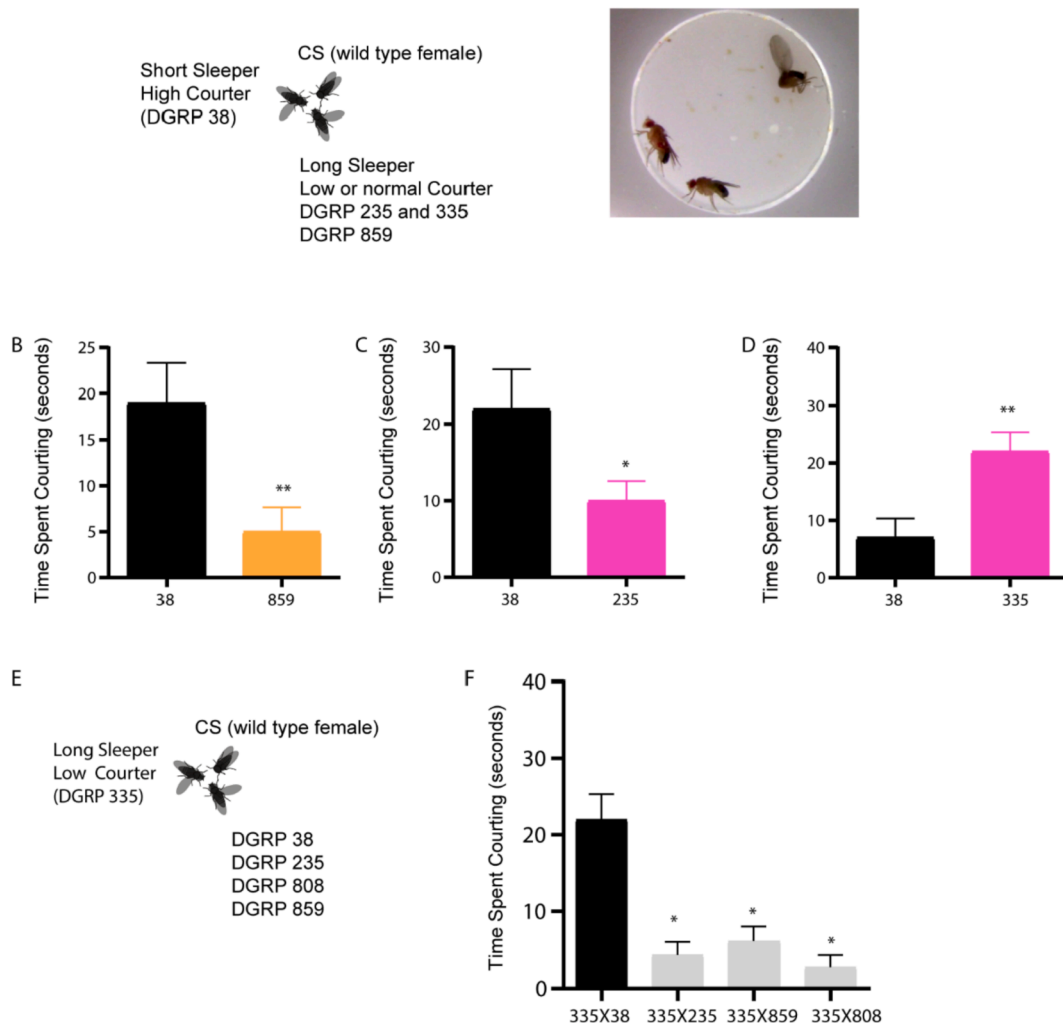 CS (wild type female)
Short Sleeper
High Courter
(DGRP 38)
Long Sleeper
Low or normal Courter
DGRP 235 and 335
DGRP 859
B
Time Spent Courting (seconds)
25
20
15
10
5
0
**
38
859
C
Time Spent Courting (seconds)
30
20
10
0
*
38
235
D
Time Spent Courting (seconds)
40
30
20
10
0
**
38
335
E
CS (wild type female)
Long Sleeper
Low Courter
(DGRP 335)
DGRP 38
DGRP 235
DGRP 808
DGRP 859
F
Time Spent Courting (seconds)
40
30
20
10
0
*
*
*
335X38
335X235
335X859
335X808